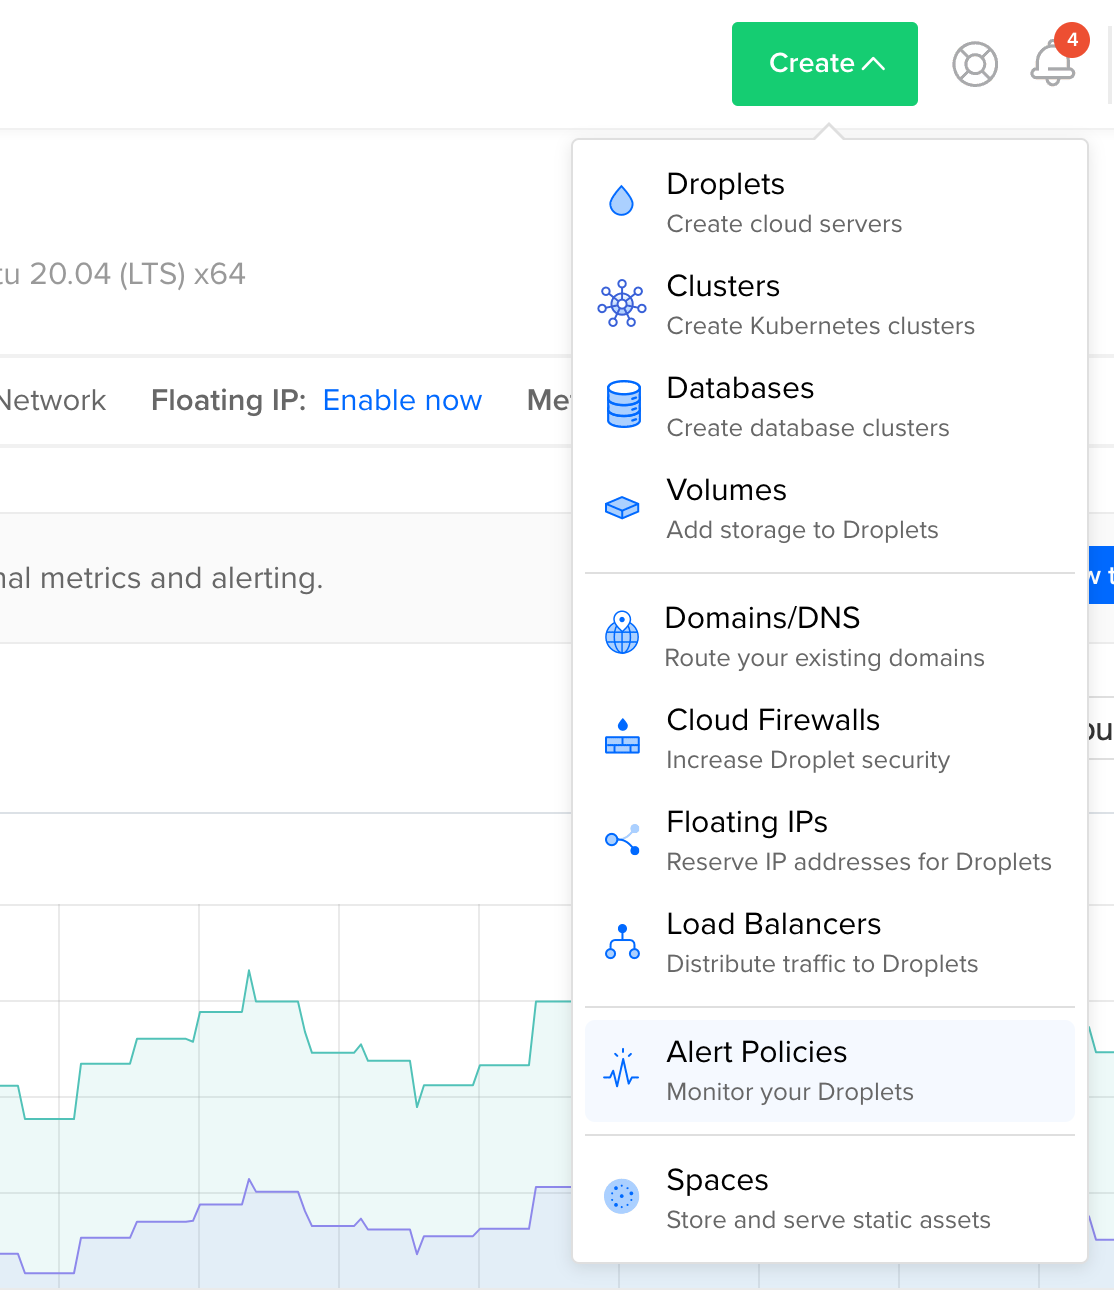 Create
4
Droplets
Create cloud servers
20.04 (LTS) x64
Clusters
Create Kubernetes clusters
Network Floating IP: Enable now
Databases
Create database clusters
Volumes
Add storage to Droplets
metrics and alerting.
Domains/DNS
Route your existing domains
Cloud Firewalls
Increase Droplet security
Floating IPs
Reserve IP addresses for Droplets
Load Balancers
Distribute traffic to Droplets
Alert Policies
Monitor your Droplets
Spaces
Store and serve static assets